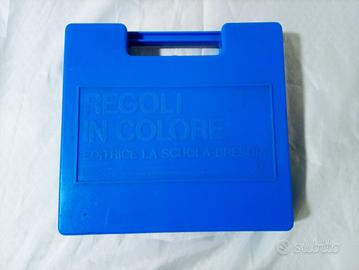 REGOLI
IN COLORE
EDITRICE LA SCUOLA BRESCIA
subito